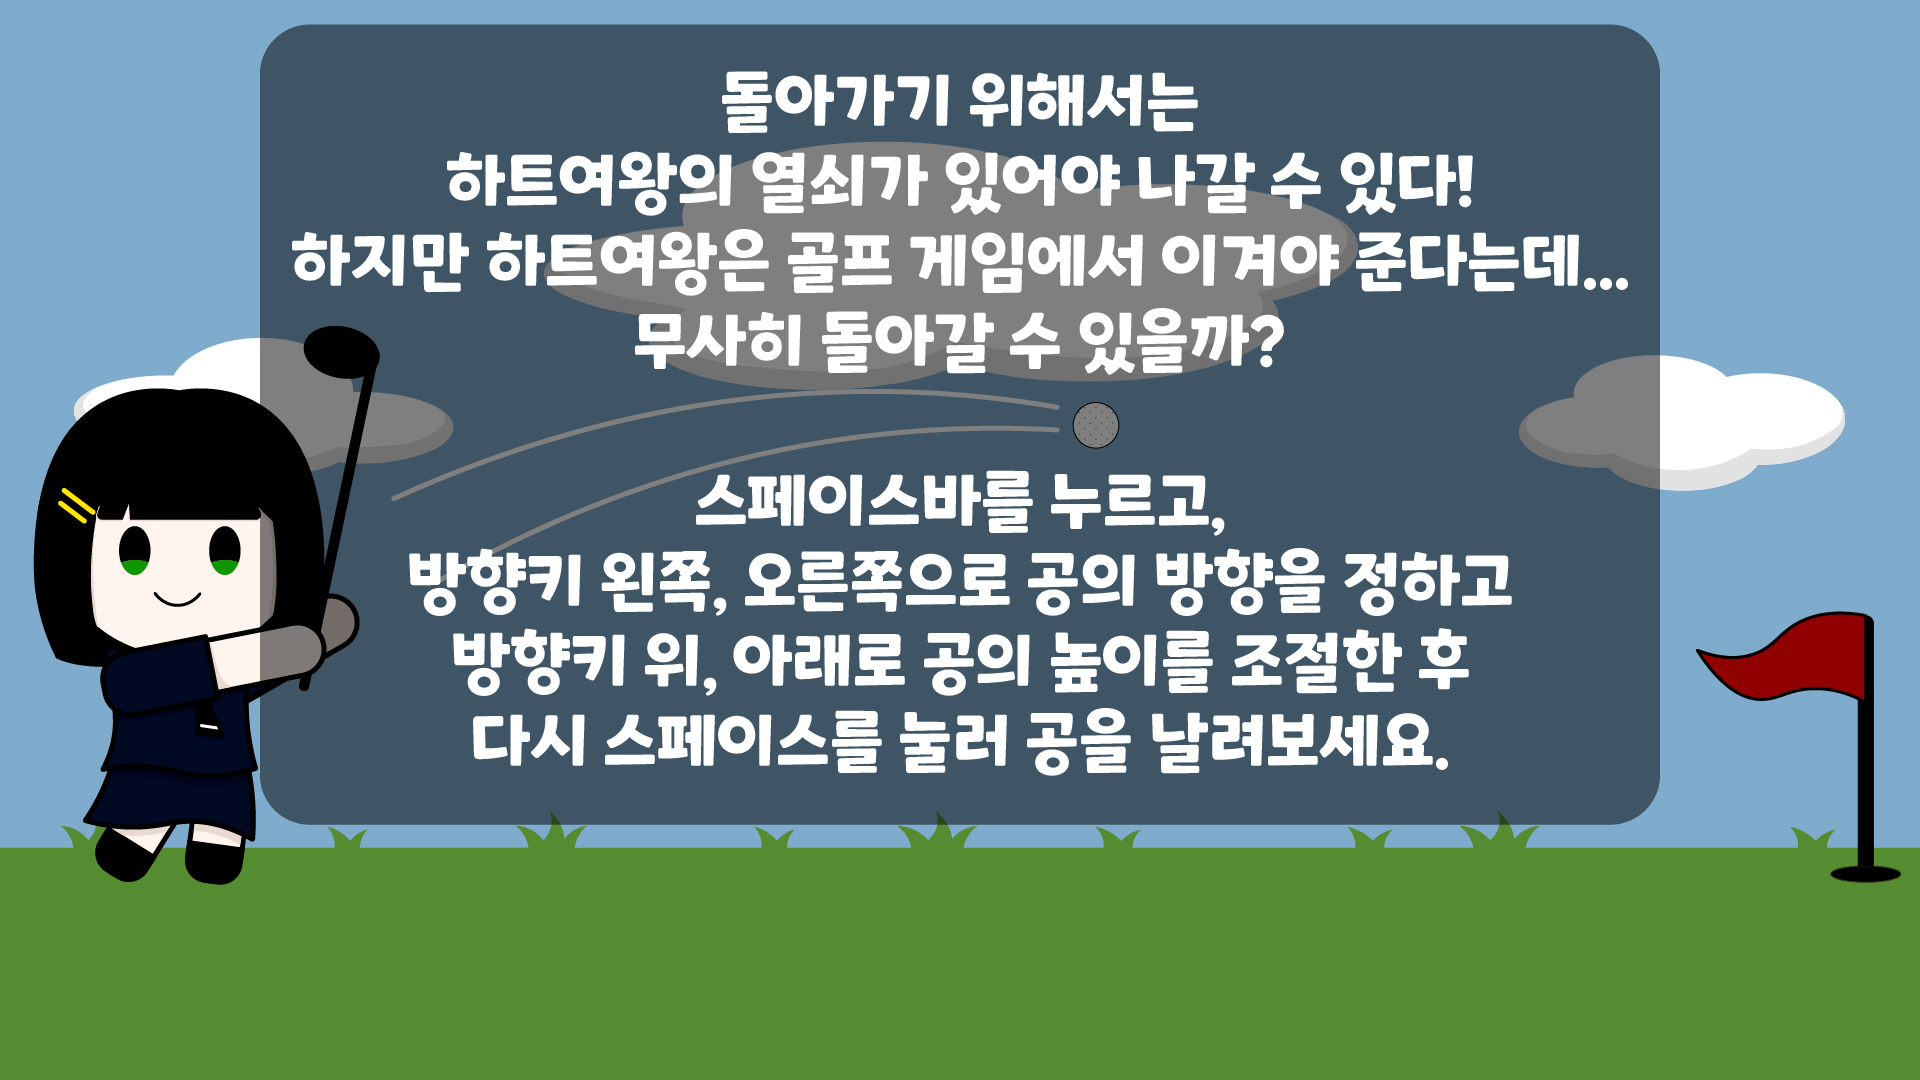 돌아가기 위해서는
하트여왕의 열쇠가 있어야 나갈 수 있다!
하지만 하트여왕은 골프 게임에서 이겨야 준다는데...
무사히 돌아갈 수 있을까?
스페이스바를 누르고,
방향키 왼쪽, 오른쪽으로 공의 방향을 정하고
방향키 위, 아래로 공의 높이를 조절한 후
다시 스페이스를 눌러 공을 날려보세요.